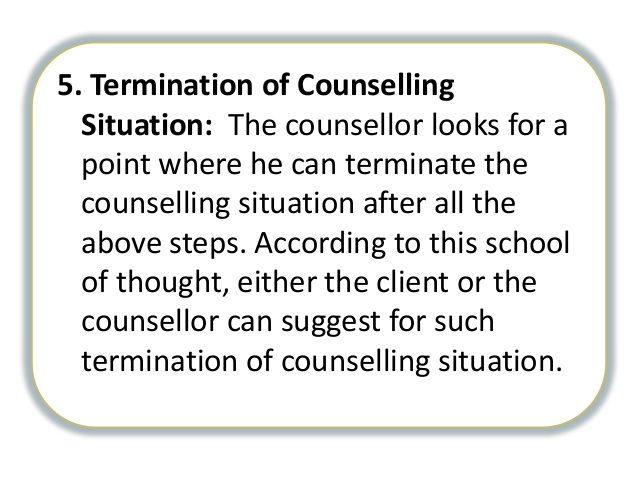 5. Termination of Counselling
Situation: The counsellor looks for a
point where he can terminate the
counselling situation after all the
above steps. According to this school
of thought, either the client or the
counsellor can suggest for such
termination of counselling situation.